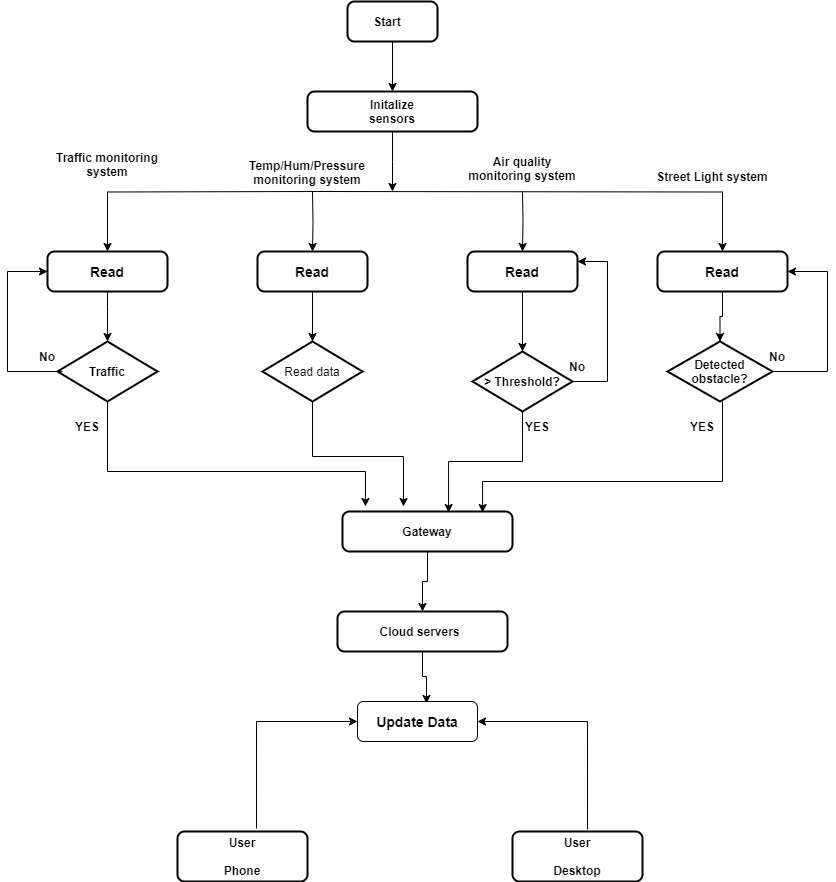 Start
Initalize
sensors
Traffic monitoring
system
Temp/Hum/Pressure
monitoring system
Air quality
monitoring system
Street Light system
Read
Read
Read
Read
No
Traffic
Read data
> Threshold?
No
Detected
obstacle?
No
YES
YES
YES
Gateway
Cloud servers
Update Data
User
Phone
User
Desktop